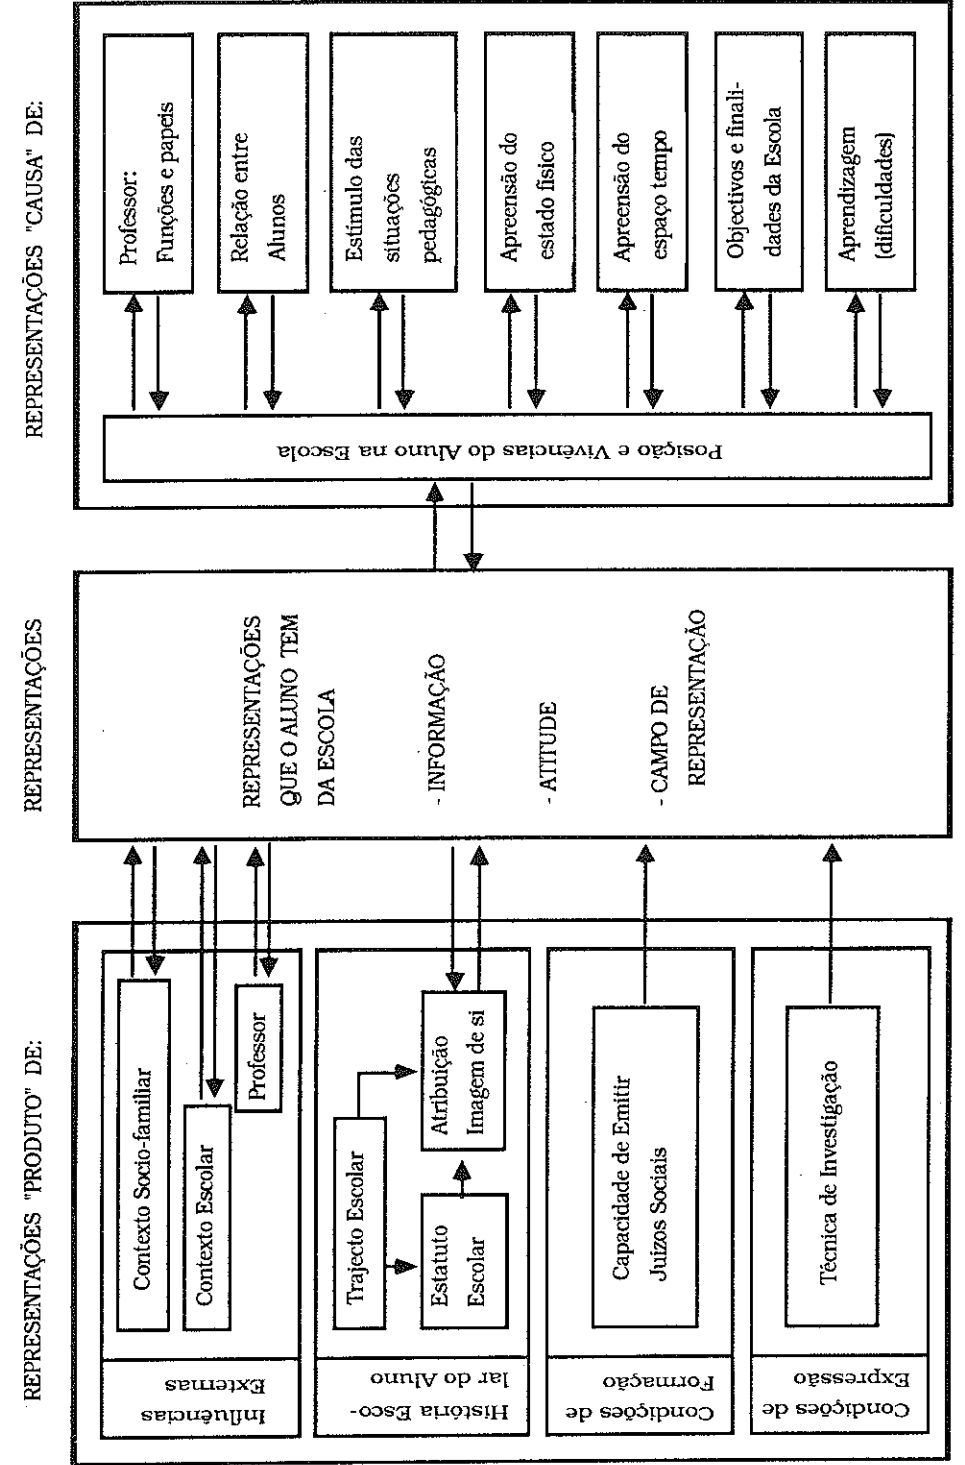 REPRESENTAÇÕES "PRODUTO" DE:
Influências
Externas
Contexto Socio-familiar
Contexto Escolar
Professor
História Esco-
lar do Aluno
Trajecto Escolar
Estatuto
Escolar
Atribuição
Imagem de si
Condições de
Formação
Capacidade de Emitir
Juízos Sociais
Condições de
Expressão
Técnica de Investigação
REPRESENTAÇÕES
REPRESENTAÇÕES
QUE O ALUNO TEM
DA ESCOLA
- INFORMAÇÃO
- ATITUDE
- CAMPO DE
REPRESENTAÇÃO
REPRESENTAÇÕES "CAUSA" DE:
Posição e Vivências do Aluno na Escola
Professor:
Funções e papeis
Relação entre
Alunos
Estímulo das
situações
pedagógicas
Apreensão do
estado físico
Apreensão do
espaço tempo
Objectivos e finali-
dades da Escola
Aprendizagem
(dificuldades)